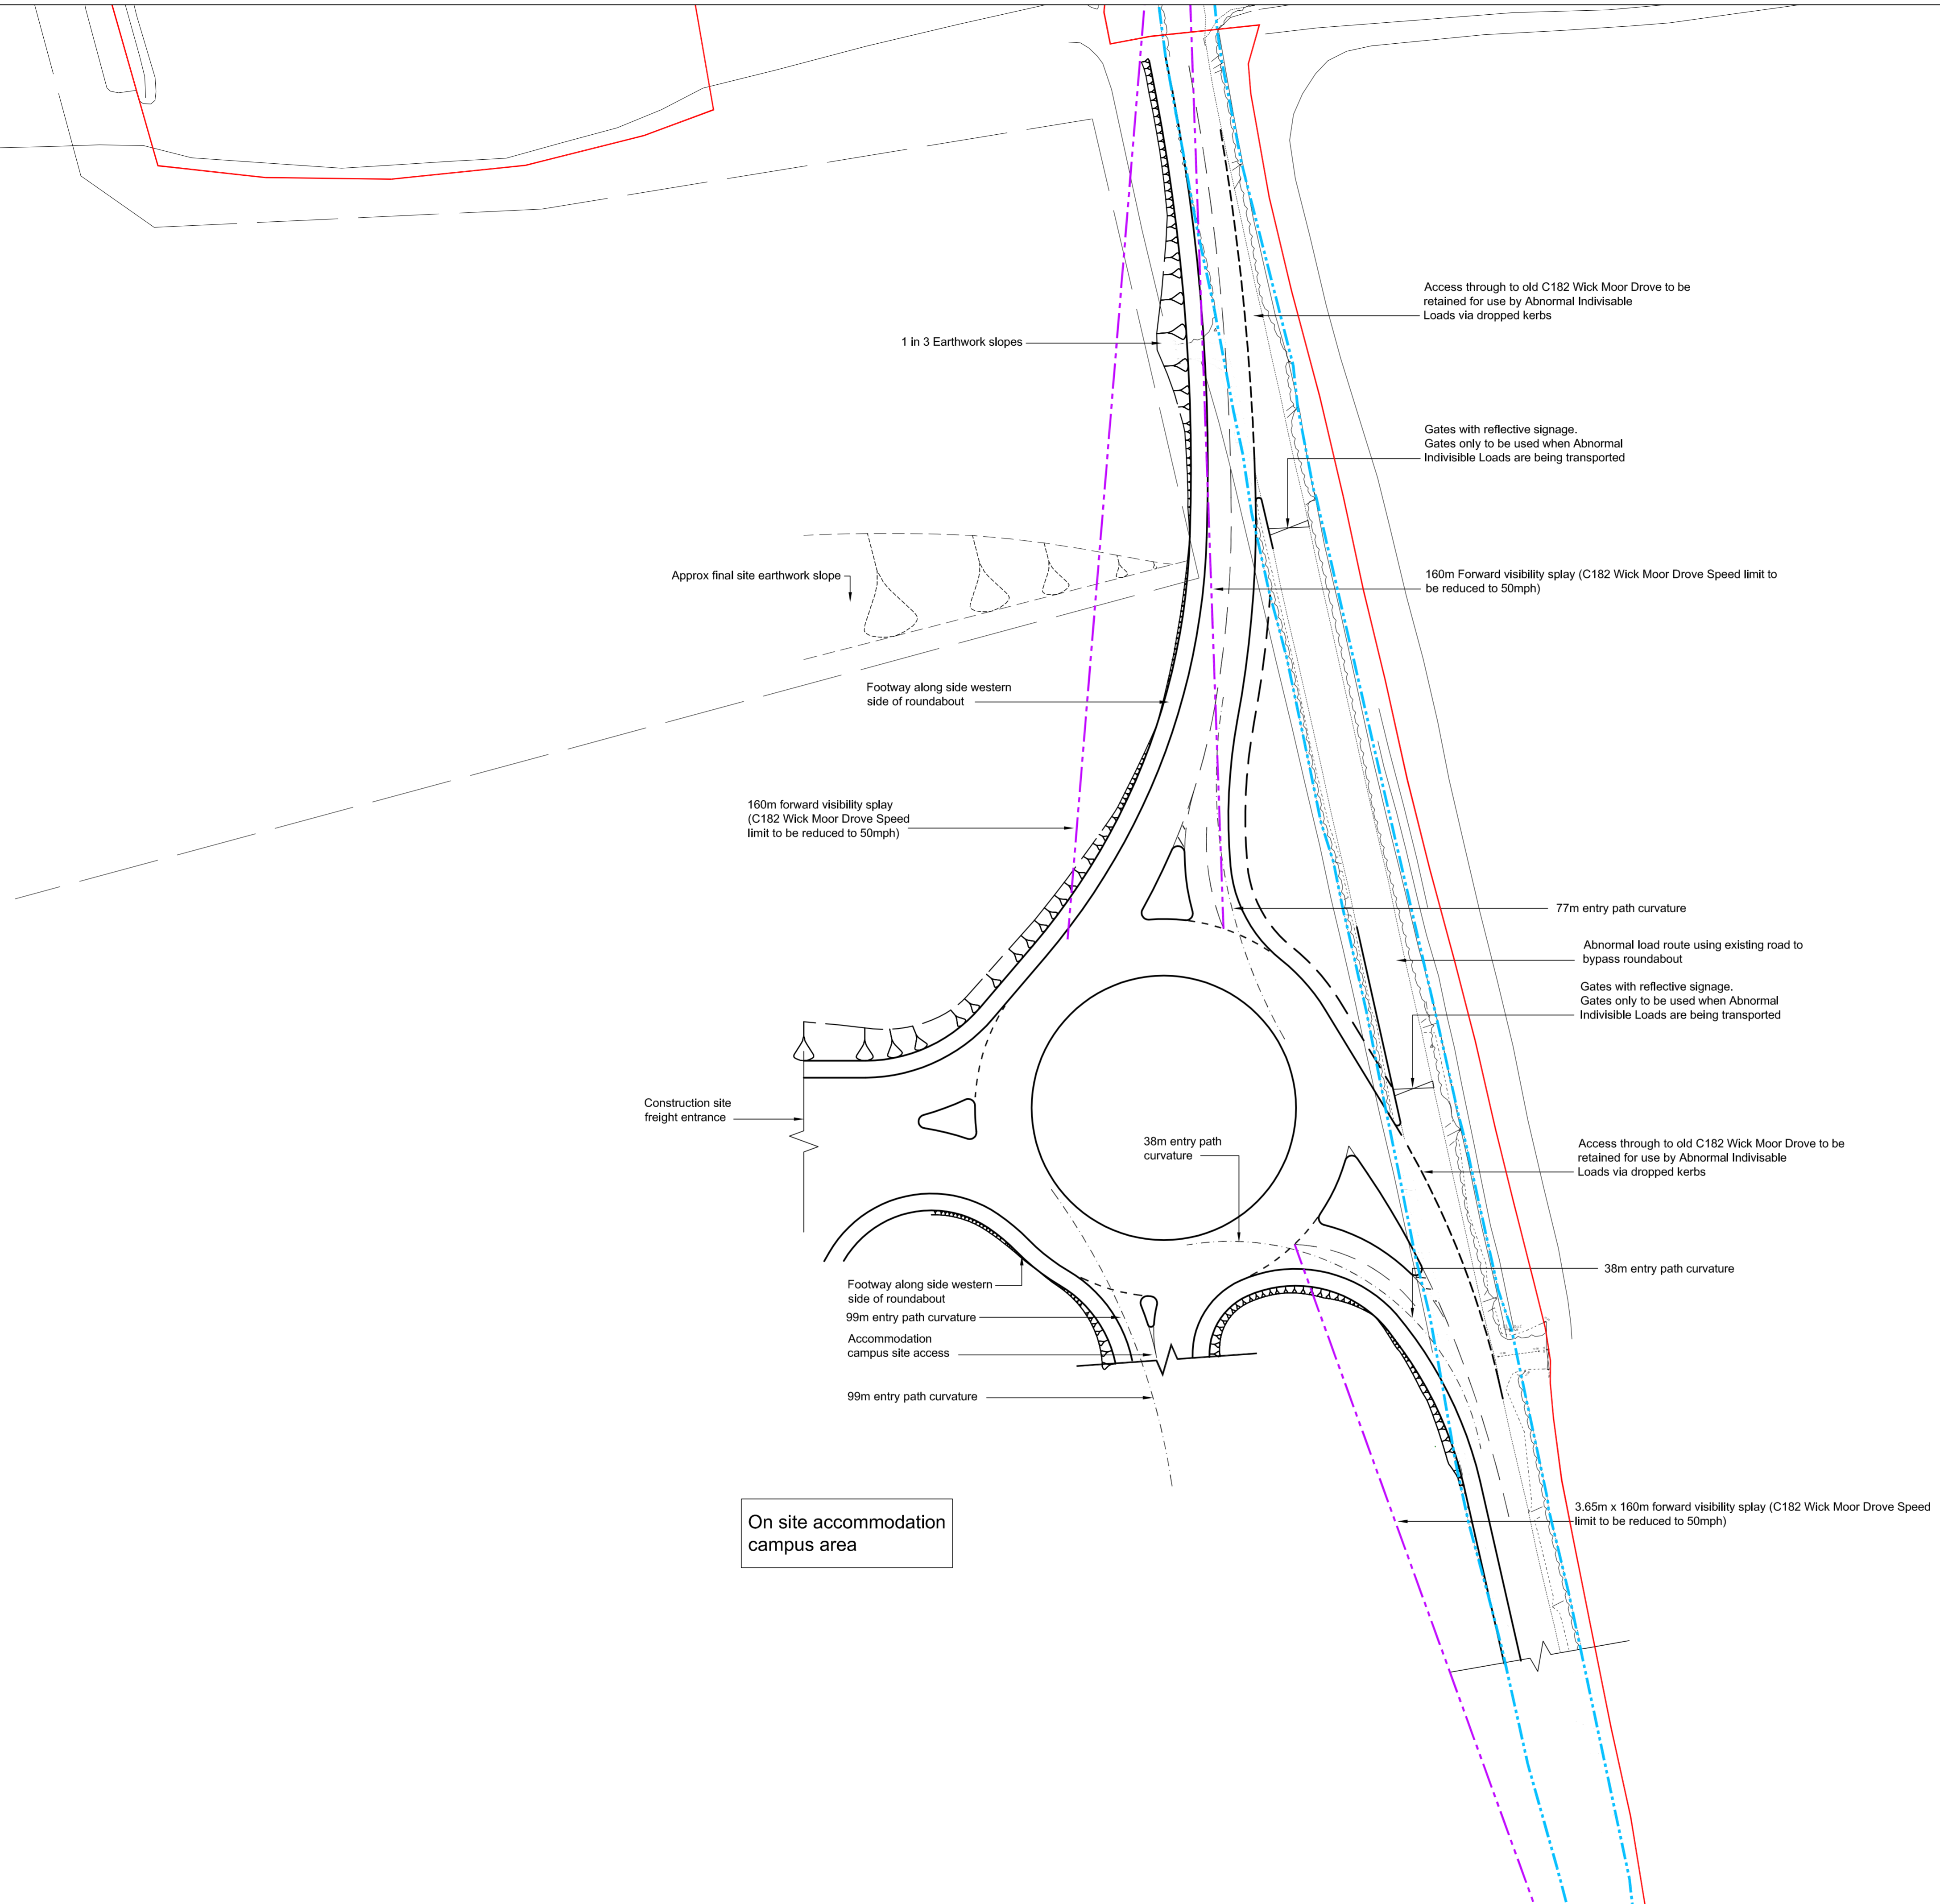 Access through to old C182 Wick Moor Drove to be
retained for use by Abnormal Indivisable
Loads via dropped kerbs
1 in 3 Earthwork slopes
Gates with reflective signage.
Gates only to be used when Abnormal
Indivisible Loads are being transported
Approx final site earthwork slope
160m Forward visibility splay (C182 Wick Moor Drove Speed limit to
be reduced to 50mph)
Footway along side western
side of roundabout
160m forward visibility splay
(C182 Wick Moor Drove Speed
limit to be reduced to 50mph)
77m entry path curvature
Abnormal load route using existing road to
bypass roundabout
Gates with reflective signage.
Gates only to be used when Abnormal
Indivisible Loads are being transported
Construction site
freight entrance
38m entry path
curvature
Access through to old C182 Wick Moor Drove to be
retained for use by Abnormal Indivisable
Loads via dropped kerbs
38m entry path curvature
Footway along side western
side of roundabout
99m entry path curvature
Accommodation
campus site access
99m entry path curvature
3.65m x 160m forward visibility splay (C182 Wick Moor Drove Speed
limit to be reduced to 50mph)
On site accommodation
campus area